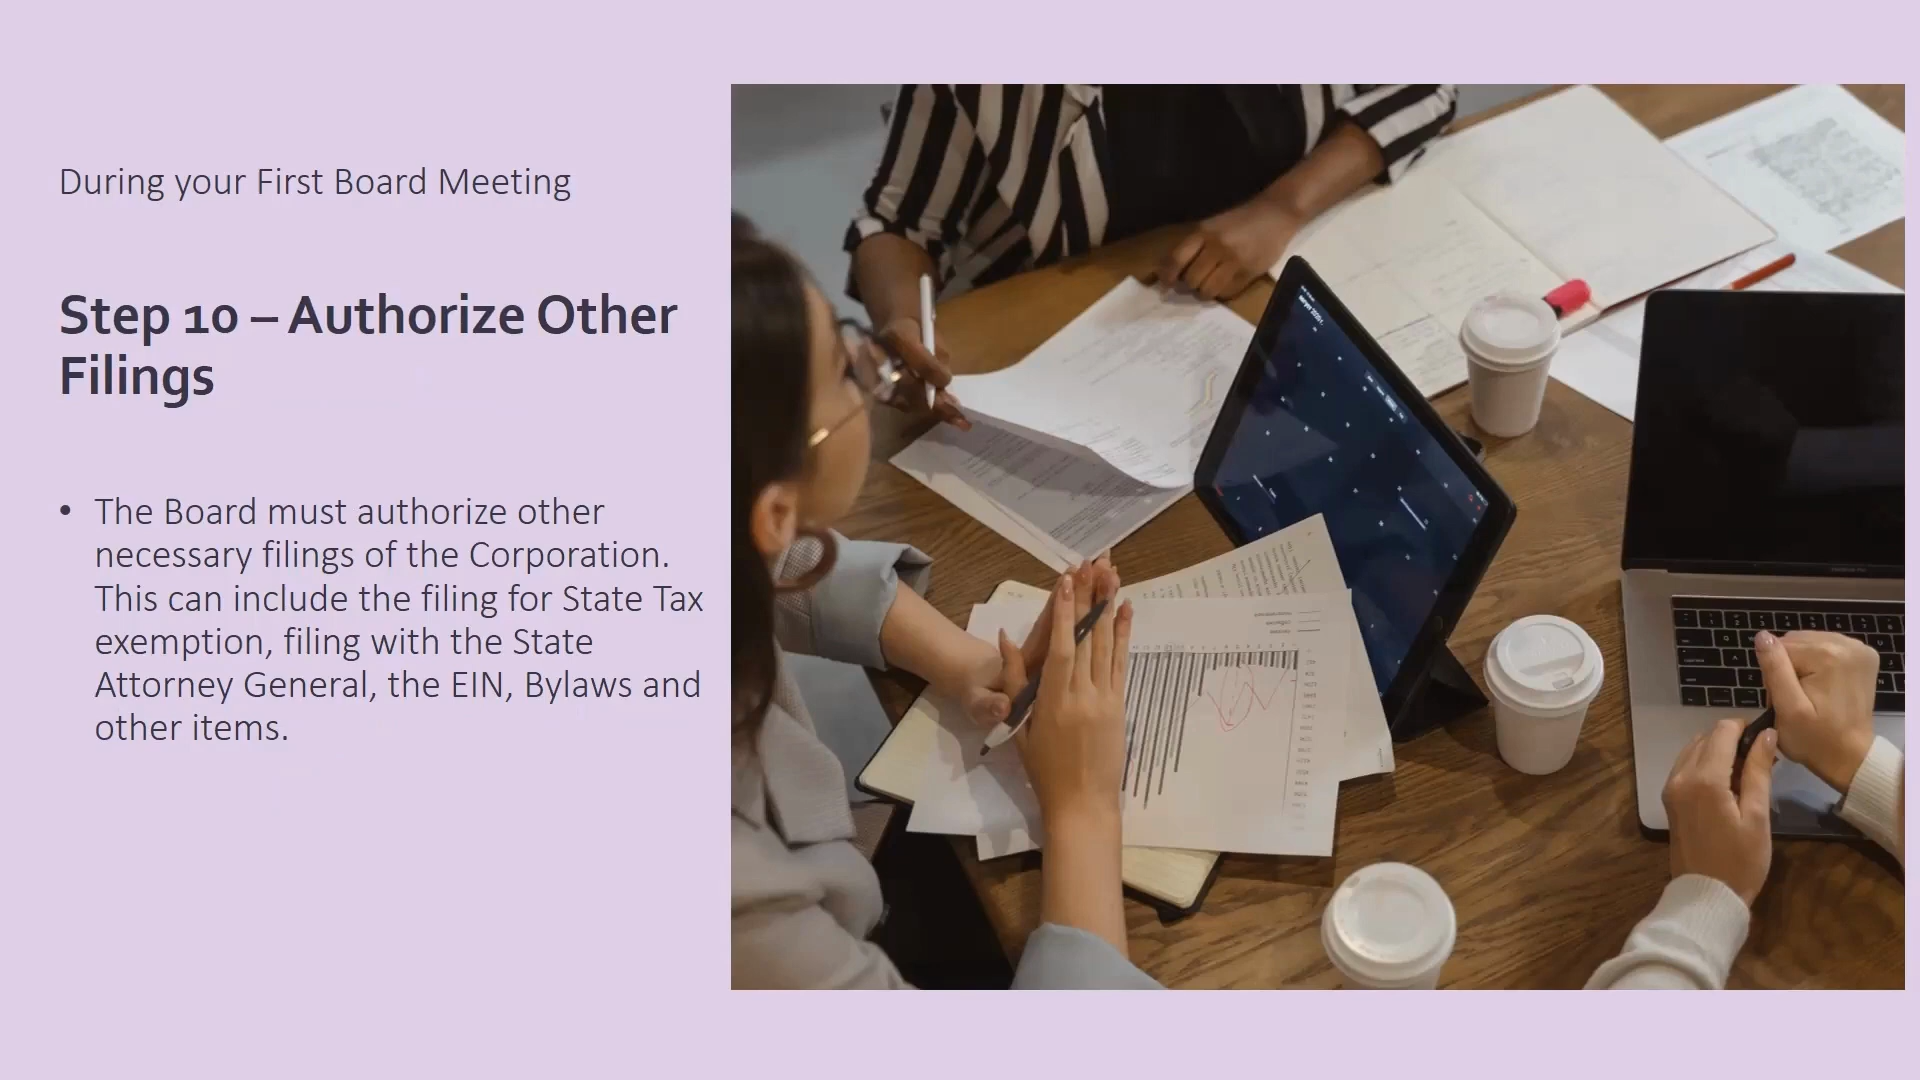 During your First Board Meeting
Step 10 – Authorize Other
Filings
• The Board must authorize other
necessary filings of the Corporation.
This can include the filing for State Tax
exemption, filing with the State
Attorney General, the EIN, Bylaws and
other items.